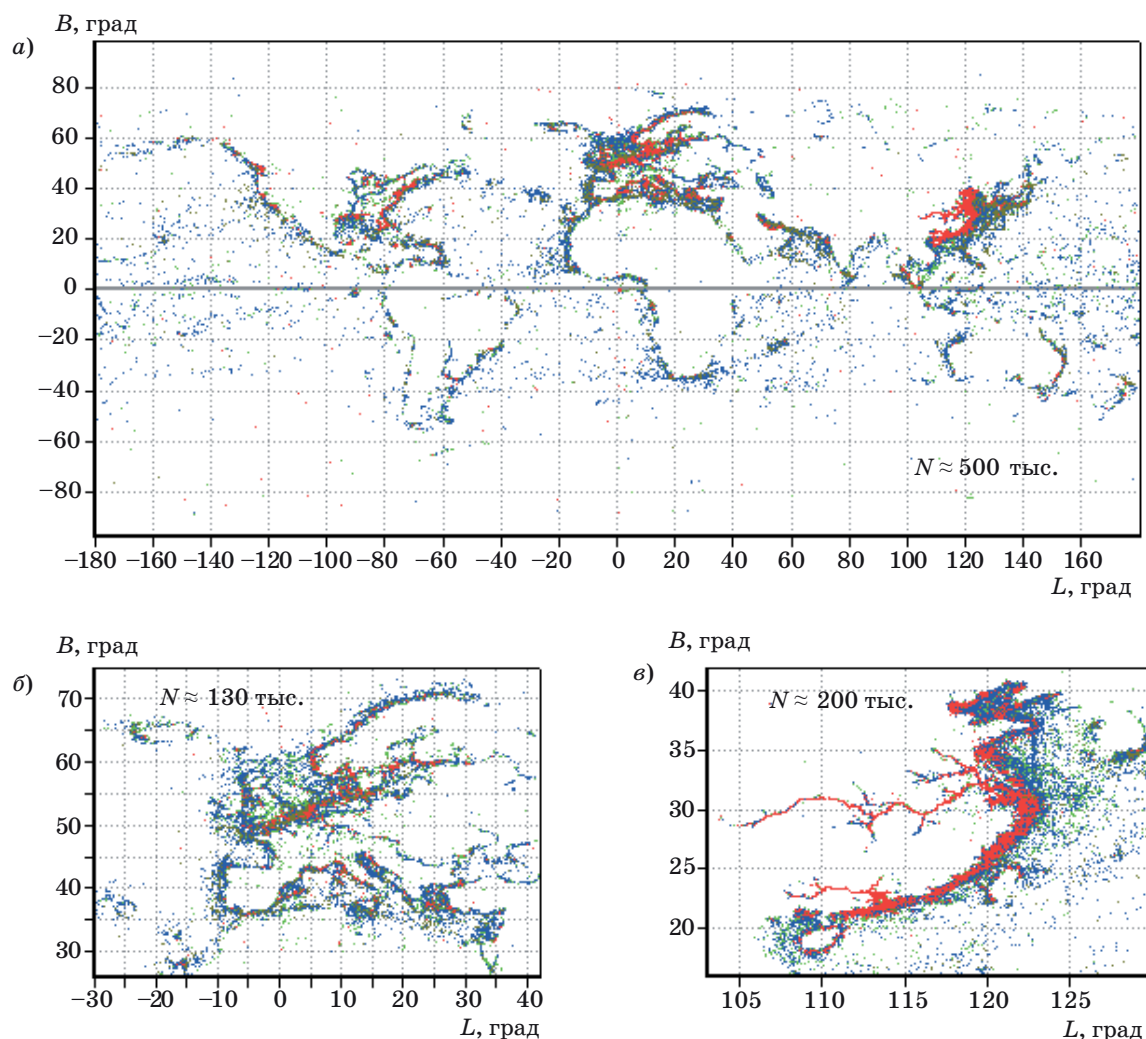 B, град
а)
80
60
40
20
0
−20
−40
−60
−80
N ≈ 500 тыс.
−180 −160 −140 −120 −100 −80 −60 −40 −20 0 20 40 60 80 100 120 140 160
L, град
B, град
б)
N ≈ 130 тыс.
70
60
50
40
30
−30 −20 −10 0 10 20 30 40
L, град
B, град
в)
N ≈ 200 тыс.
40
35
30
25
20
105 110 115 120 125
L, град